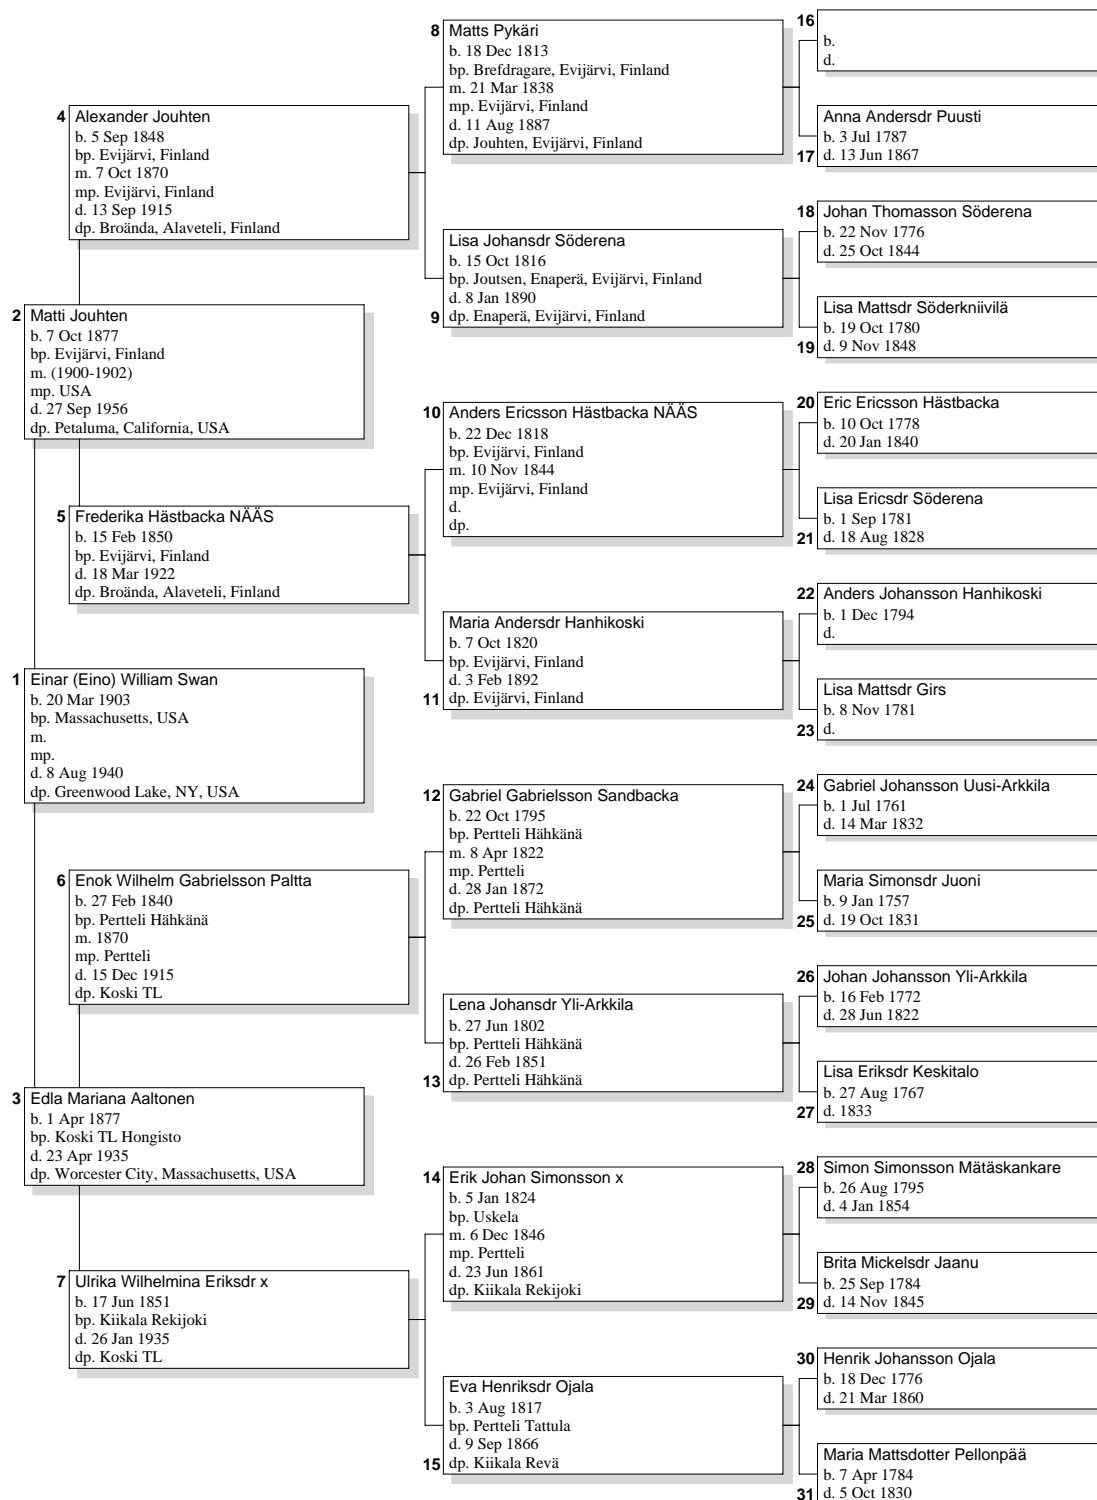 16
b.
d.
8 Matts Pykäri
b. 18 Dec 1813
bp. Brefdragare, Evijärvi, Finland
m. 21 Mar 1838
mp. Evijärvi, Finland
d. 11 Aug 1887
dp. Jouhten, Evijärvi, Finland
Anna Andersdr Puusti
b. 3 Jul 1787
17 d. 13 Jun 1867
4 Alexander Jouhten
b. 5 Sep 1848
bp. Evijärvi, Finland
m. 7 Oct 1870
mp. Evijärvi, Finland
d. 13 Sep 1915
dp. Broända, Alaveteli, Finland
18 Johan Thomasson Söderena
b. 22 Nov 1776
d. 25 Oct 1844
Lisa Johansdr Söderena
b. 15 Oct 1816
bp. Joutsen, Enaperä, Evijärvi, Finland
d. 8 Jan 1890
9 dp. Enaperä, Evijärvi, Finland
Lisa Mattsdr Söderkniivilä
b. 19 Oct 1780
19 d. 9 Nov 1848
2 Matti Jouhten
b. 7 Oct 1877
bp. Evijärvi, Finland
m. (1900-1902)
mp. USA
d. 27 Sep 1956
dp. Petaluma, California, USA
20 Eric Ericsson Hästbacka
b. 10 Oct 1778
d. 20 Jan 1840
10 Anders Ericsson Hästbacka NÄÄS
b. 22 Dec 1818
bp. Evijärvi, Finland
m. 10 Nov 1844
mp. Evijärvi, Finland
d.
dp.
Lisa Ericsdr Söderena
b. 1 Sep 1781
21 d. 18 Aug 1828
5 Frederika Hästbacka NÄÄS
b. 15 Feb 1850
bp. Evijärvi, Finland
d. 18 Mar 1922
dp. Broända, Alaveteli, Finland
22 Anders Johansson Hanhikoski
b. 1 Dec 1794
d.
Maria Andersdr Hanhikoski
b. 7 Oct 1820
bp. Evijärvi, Finland
d. 3 Feb 1892
11 dp. Evijärvi, Finland
Lisa Mattsdr Girs
b. 8 Nov 1781
23 d.
1 Einar (Eino) William Swan
b. 20 Mar 1903
bp. Massachusetts, USA
m.
mp.
d. 8 Aug 1940
dp. Greenwood Lake, NY, USA
24 Gabriel Johansson Uusi-Arkkila
b. 1 Jul 1761
d. 14 Mar 1832
12 Gabriel Gabrielsson Sandbacka
b. 22 Oct 1795
bp. Pertteli Hähkänä
m. 8 Apr 1822
mp. Pertteli
d. 28 Jan 1872
dp. Pertteli Hähkänä
Maria Simonsdr Juoni
b. 9 Jan 1757
25 d. 19 Oct 1831
6 Enok Wilhelm Gabrielsson Paltta
b. 27 Feb 1840
bp. Pertteli Hähkänä
m. 1870
mp. Pertteli
d. 15 Dec 1915
dp. Koski TL
26 Johan Johansson Yli-Arkkila
b. 16 Feb 1772
d. 28 Jun 1822
Lena Johansdr Yli-Arkkila
b. 27 Jun 1802
bp. Pertteli Hähkänä
d. 26 Feb 1851
13 dp. Pertteli Hähkänä
Lisa Eriksdr Keskitalo
b. 27 Aug 1767
27 d. 1833
3 Edla Mariana Aaltonen
b. 1 Apr 1877
bp. Koski TL Hongisto
d. 23 Apr 1935
dp. Worcester City, Massachusetts, USA
28 Simon Simonsson Mätäskankare
b. 26 Aug 1795
d. 4 Jan 1854
14 Erik Johan Simonsson x
b. 5 Jan 1824
bp. Uskela
m. 6 Dec 1846
mp. Pertteli
d. 23 Jun 1861
dp. Kiikala Rekijoki
Brita Mickelsdr Jaanu
b. 25 Sep 1784
29 d. 14 Nov 1845
7 Ulrika Wilhelmina Eriksdr x
b. 17 Jun 1851
bp. Kiikala Rekijoki
d. 26 Jan 1935
dp. Koski TL
30 Henrik Johansson Ojala
b. 18 Dec 1776
d. 21 Mar 1860
Eva Henriksdr Ojala
b. 3 Aug 1817
bp. Pertteli Tattula
d. 9 Sep 1866
15 dp. Kiikala Revä
Maria Mattsdotter Pellonpää
b. 7 Apr 1784
31 d. 5 Oct 1830